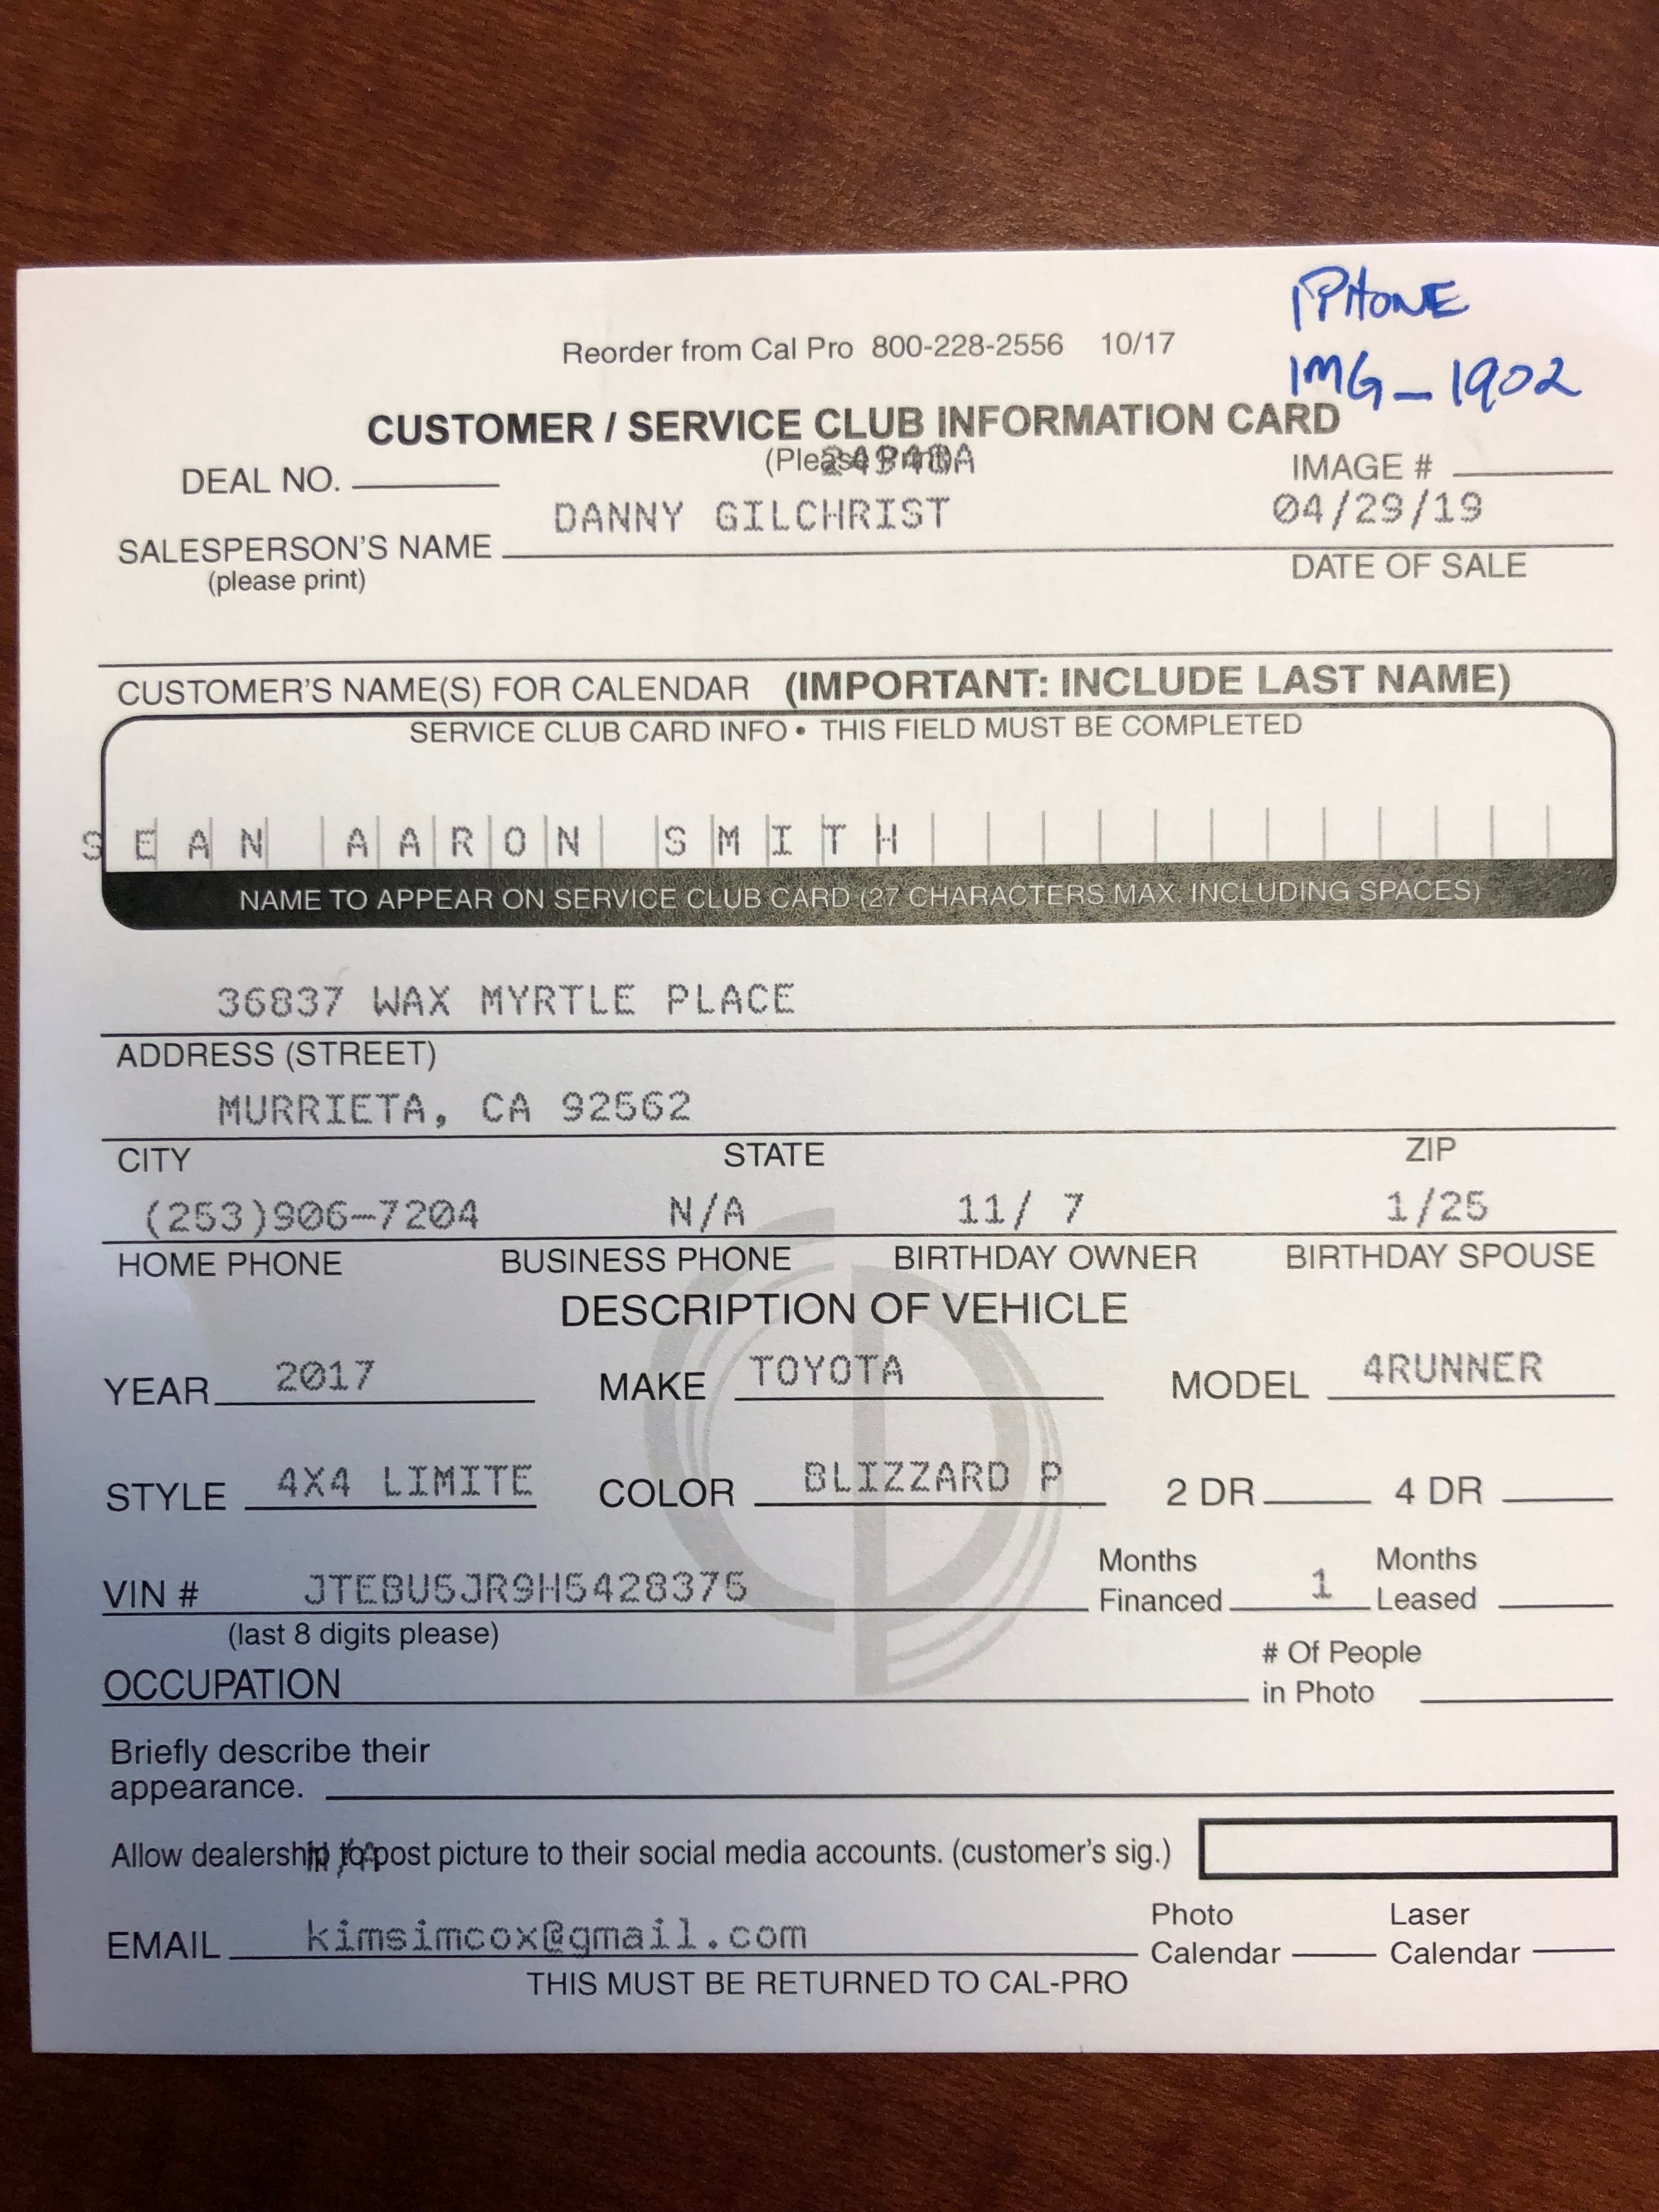 IPHONE
IMG_1902
Reorder from Cal Pro 800-228-2556 10/17
CUSTOMER / SERVICE CLUB INFORMATION CARD
(Please Print)
DEAL NO. IMAGE #
DANNY GILCHRIST 04/29/19
SALESPERSON'S NAME
(please print) DATE OF SALE
CUSTOMER'S NAME(S) FOR CALENDAR (IMPORTANT: INCLUDE LAST NAME)
SERVICE CLUB CARD INFO • THIS FIELD MUST BE COMPLETED
SEAN AARON SMITH
NAME TO APPEAR ON SERVICE CLUB CARD (27 CHARACTERS MAX. INCLUDING SPACES)
36837 WAX MYRTLE PLACE
ADDRESS (STREET)
MURRIETA, CA 92562
CITY STATE ZIP
(253)906-7204 N/A 11/ 7 1/25
HOME PHONE BUSINESS PHONE BIRTHDAY OWNER BIRTHDAY SPOUSE
DESCRIPTION OF VEHICLE
YEAR 2017 MAKE TOYOTA MODEL 4RUNNER
STYLE 4X4 LIMITE COLOR BLIZZARD P 2 DR 4 DR
VIN # JTEBU5JR9H5428375 Months Financed 1 Months Leased
(last 8 digits please)
OCCUPATION # Of People in Photo
Briefly describe their
appearance.
Allow dealership to post picture to their social media accounts. (customer's sig.)
N/A
EMAIL kimsimcox@gmail.com Photo Calendar Laser Calendar
THIS MUST BE RETURNED TO CAL-PRO